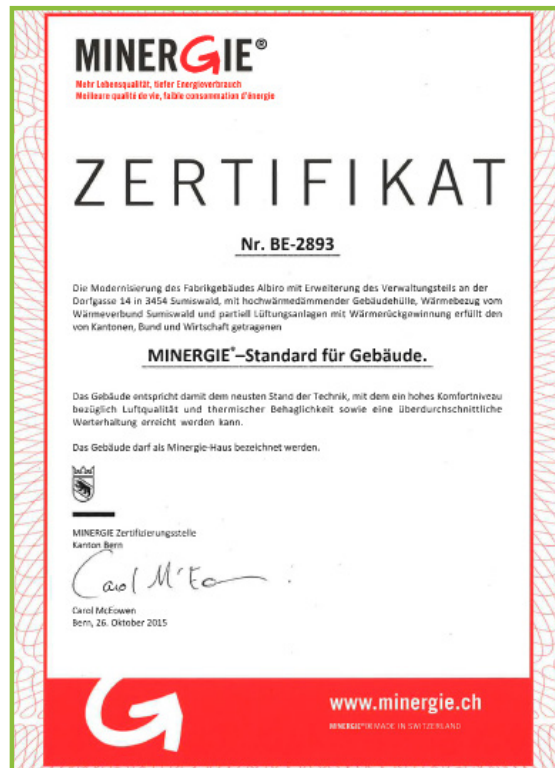 MINERGIE®
Mehr Lebensqualität, tiefer Energieverbrauch
Meilleure qualité de vie, faible consommation d'énergie
ZERTIFIKAT
Nr. BE-2893
Die Modernisierung des Fabrikgebäudes Albiro mit Erweiterung des Verwaltungsteils an der
Dorfgasse 14 in 3454 Sumiswald, mit hochwärmedämmender Gebäudehülle, Wärmebezug vom
Wärmeverbund Sumiswald und partiell Lüftungsanlagen mit Wärmerückgewinnung erfüllt den
von Kantonen, Bund und Wirtschaft getragenen
MINERGIE®–Standard für Gebäude.
Das Gebäude entspricht damit dem neusten Stand der Technik, mit dem ein hohes Komfortniveau
bezüglich Luftqualität und thermischer Behaglichkeit sowie eine überdurchschnittliche
Werterhaltung erreicht werden kann.
Das Gebäude darf als Minergie-Haus bezeichnet werden.
MINERGIE Zertifizierungsstelle
Kanton Bern
Carol McEowen
Bern, 26. Oktober 2015
www.minergie.ch
MINERGIE® MADE IN SWITZERLAND